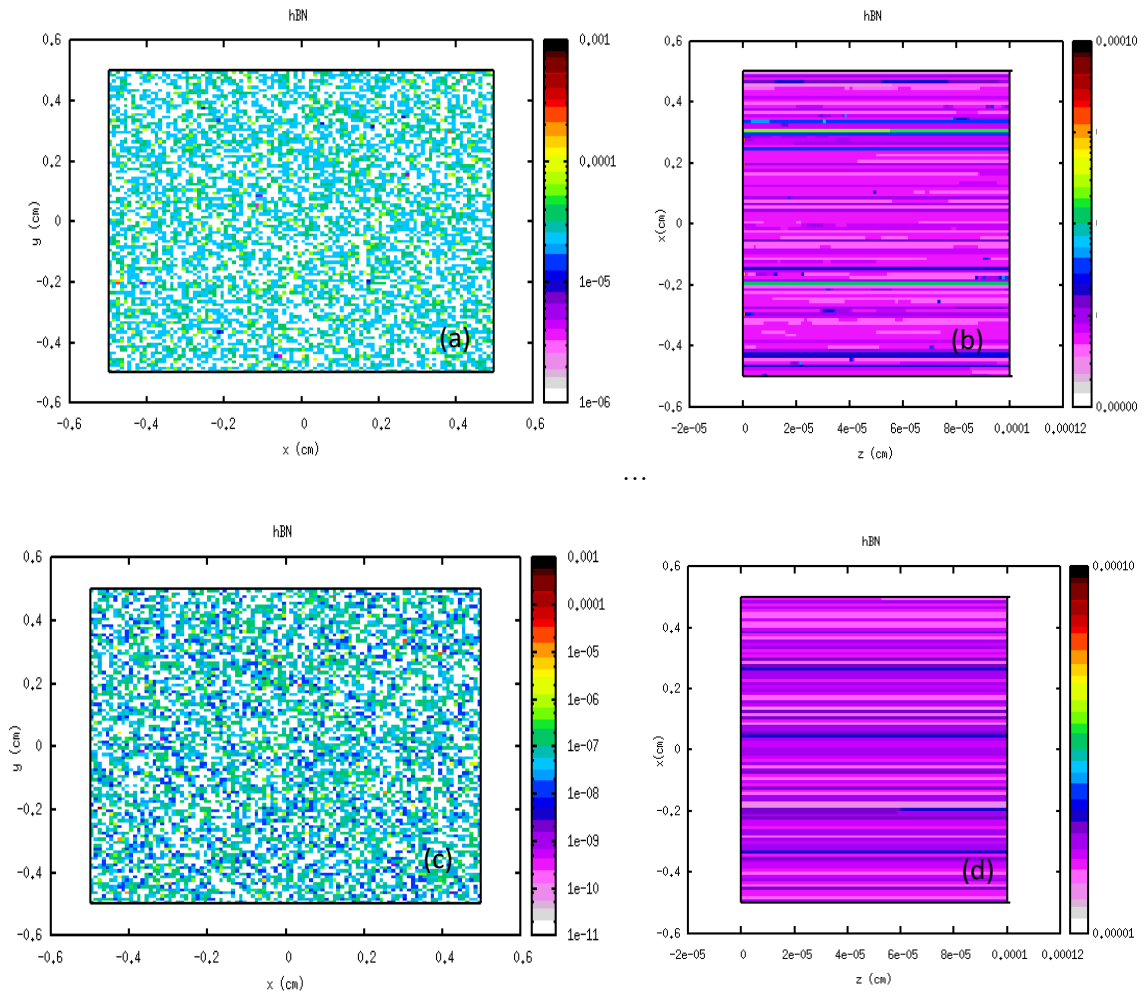 hBN
0.6
0.4
0.2
0
-0.2
-0.4
-0.6
y (cm)
-0.6 -0.4 -0.2 0 0.2 0.4 0.6
x (cm)
0.001
0.0001
1e-05
1e-06
(a)
hBN
0.6
0.4
0.2
0
-0.2
-0.4
-0.6
x(cm)
-2e-05 0 2e-05 4e-05 6e-05 8e-05 0.0001 0.00012
z (cm)
0.00010
0.00000
(b)
...
hBN
0.6
0.4
0.2
0
-0.2
-0.4
-0.6
y (cm)
-0.6 -0.4 -0.2 0 0.2 0.4 0.6
x (cm)
0.001
0.0001
1e-05
1e-06
1e-07
1e-08
1e-09
1e-10
1e-11
(c)
hBN
0.6
0.4
0.2
0
-0.2
-0.4
-0.6
x(cm)
-2e-05 0 2e-05 4e-05 6e-05 8e-05 0.0001 0.00012
z (cm)
0.00010
0.00001
(d)